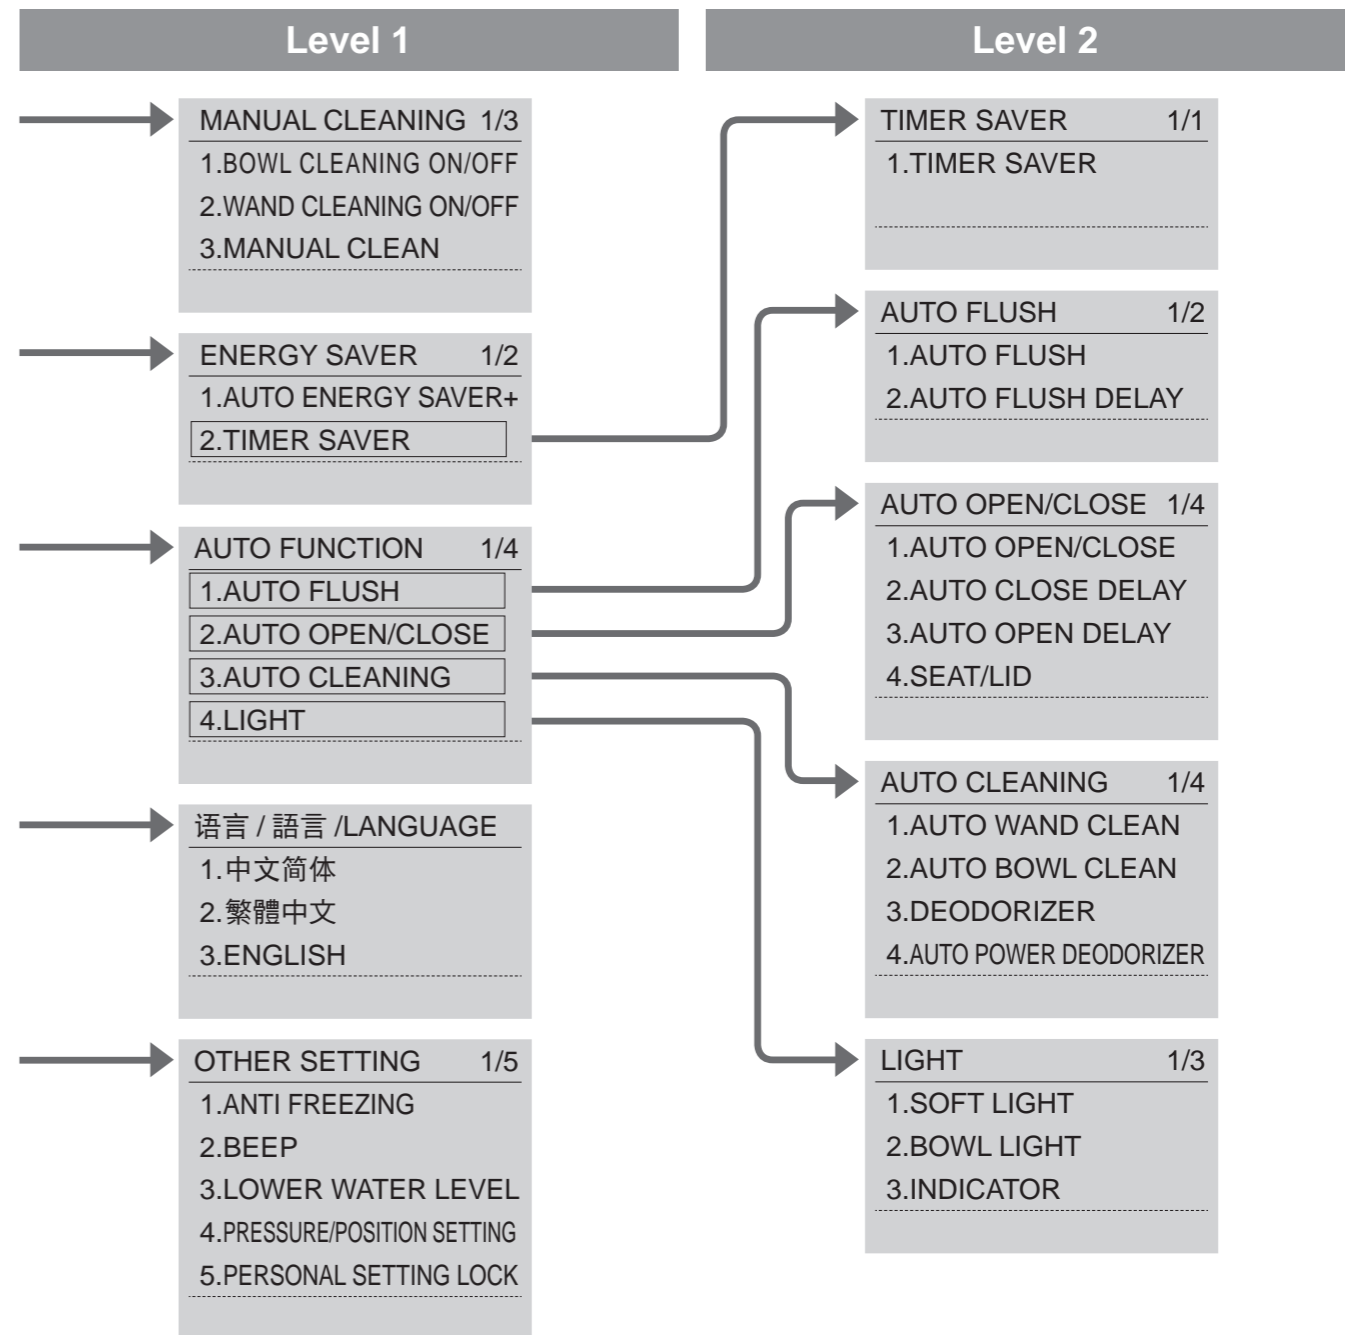 Level 1
MANUAL CLEANING 1/3
1.BOWL CLEANING ON/OFF
2.WAND CLEANING ON/OFF
3.MANUAL CLEAN
ENERGY SAVER 1/2
1.AUTO ENERGY SAVER+
2.TIMER SAVER
AUTO FUNCTION 1/4
1.AUTO FLUSH
2.AUTO OPEN/CLOSE
3.AUTO CLEANING
4.LIGHT
语言 / 語言 /LANGUAGE
1.中文简体
2.繁體中文
3.ENGLISH
OTHER SETTING 1/5
1.ANTI FREEZING
2.BEEP
3.LOWER WATER LEVEL
4.PRESSURE/POSITION SETTING
5.PERSONAL SETTING LOCK
Level 2
TIMER SAVER 1/1
1.TIMER SAVER
AUTO FLUSH 1/2
1.AUTO FLUSH
2.AUTO FLUSH DELAY
AUTO OPEN/CLOSE 1/4
1.AUTO OPEN/CLOSE
2.AUTO CLOSE DELAY
3.AUTO OPEN DELAY
4.SEAT/LID
AUTO CLEANING 1/4
1.AUTO WAND CLEAN
2.AUTO BOWL CLEAN
3.DEODORIZER
4.AUTO POWER DEODORIZER
LIGHT 1/3
1.SOFT LIGHT
2.BOWL LIGHT
3.INDICATOR